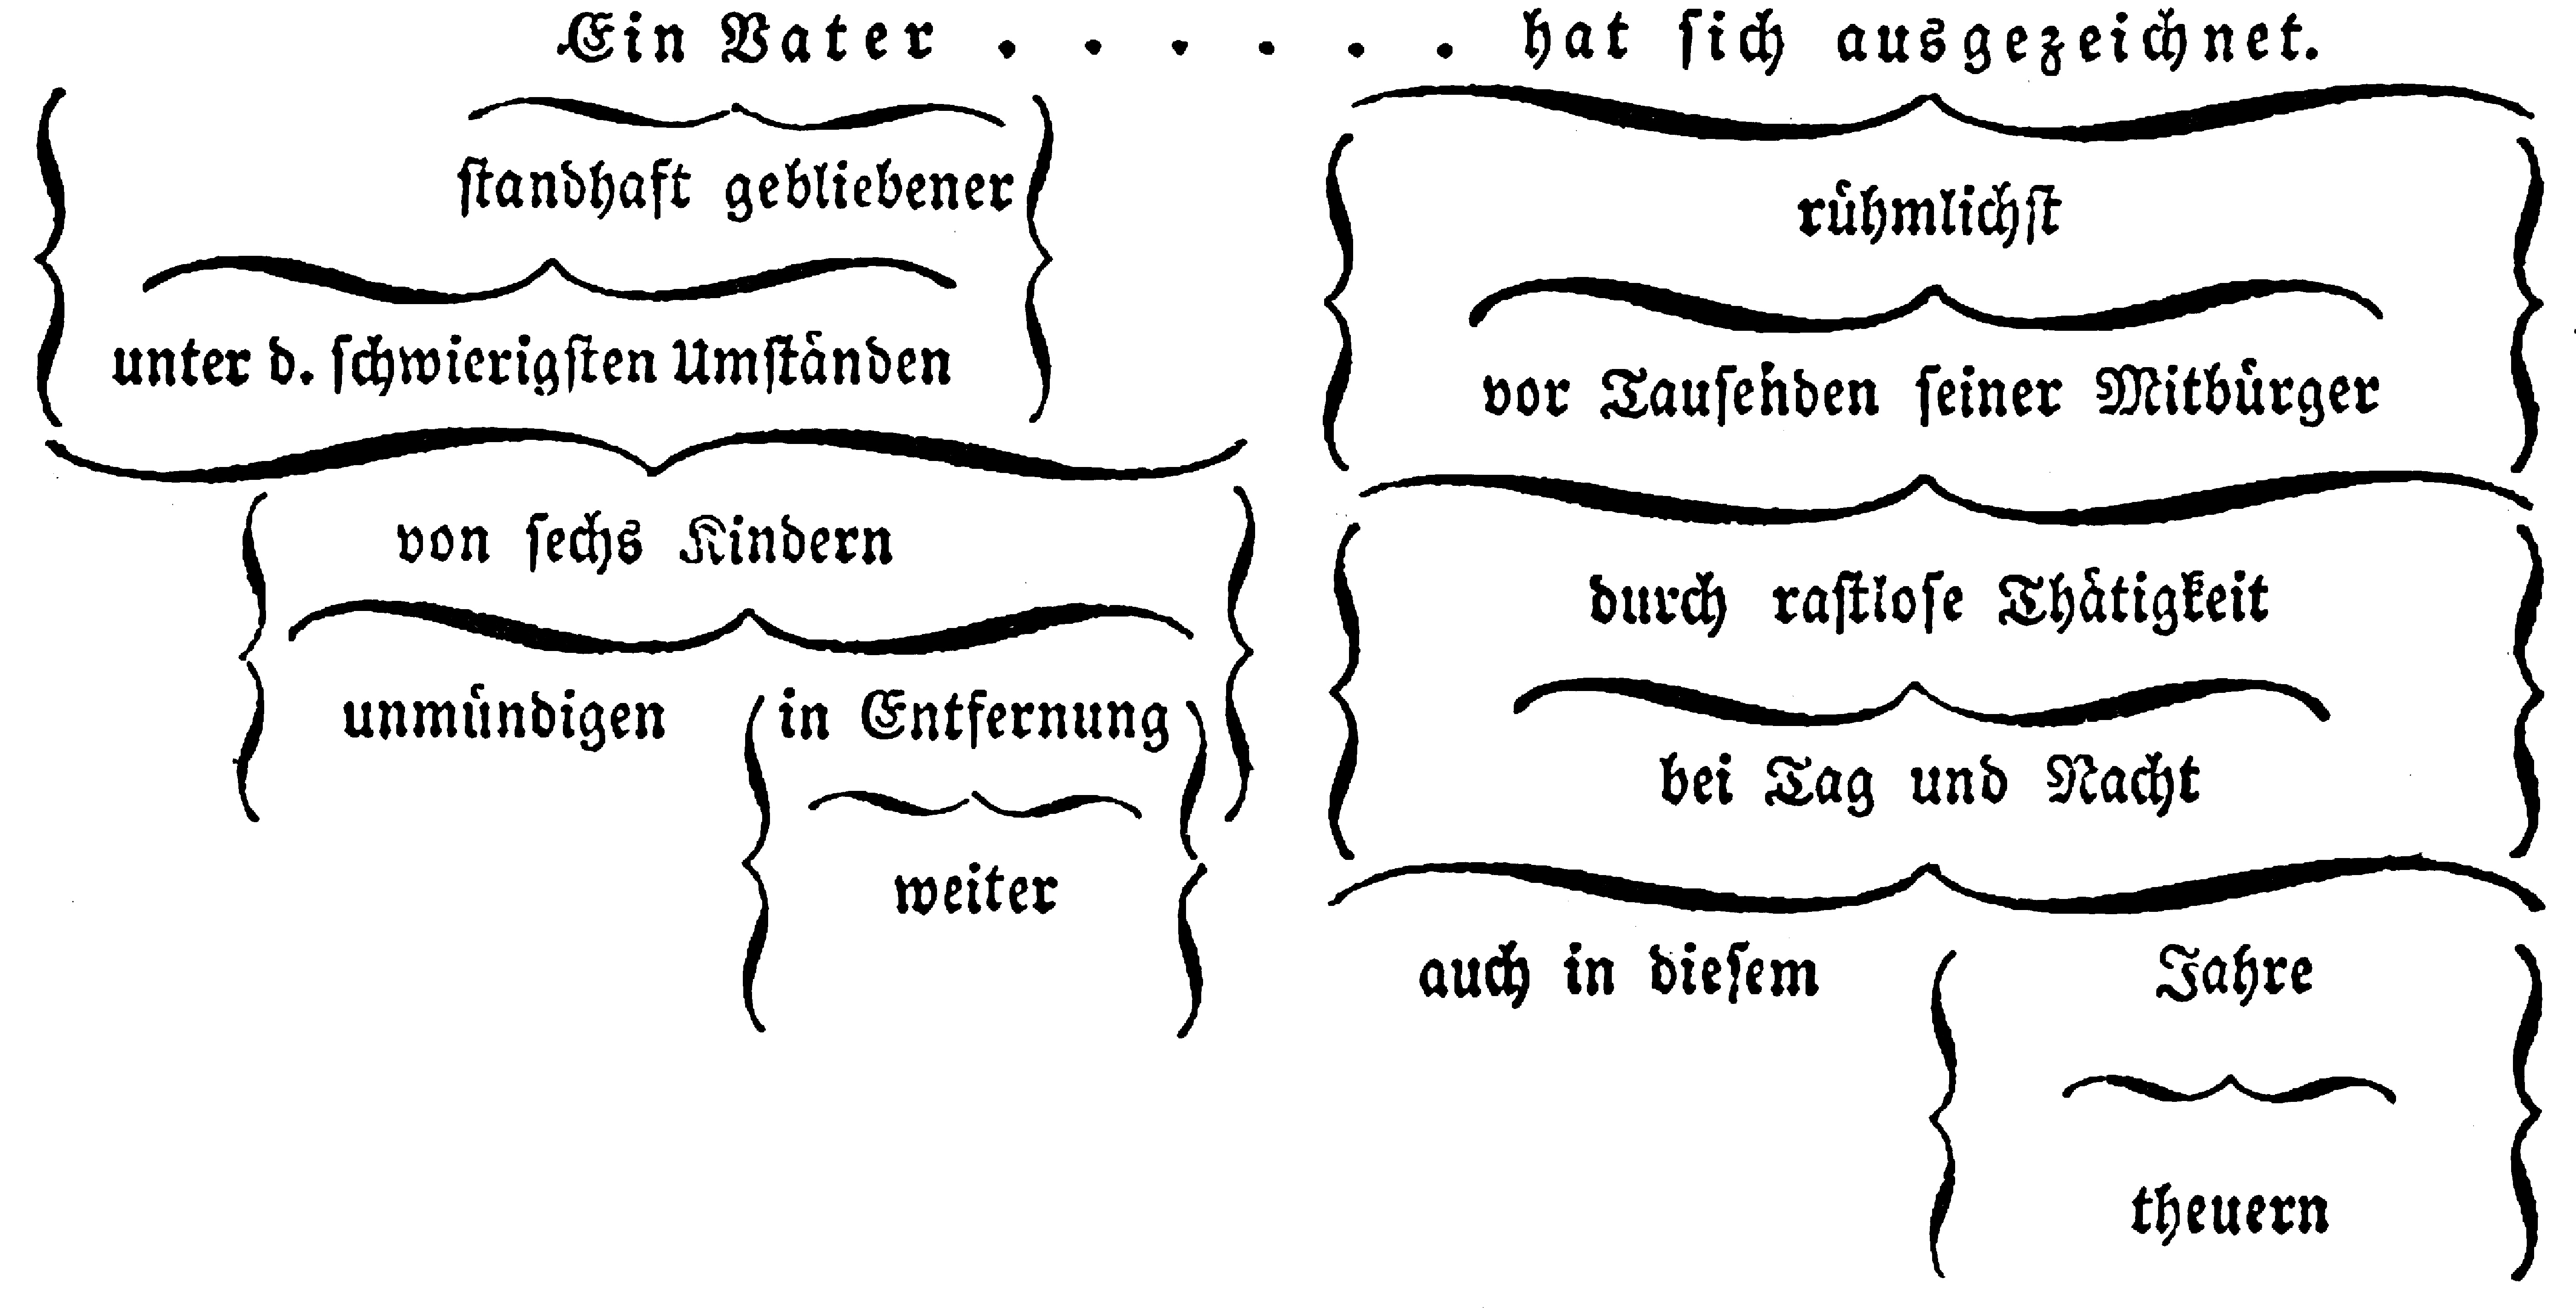 Ein Vater . . . . . . hat ſich ausgezeichnet.
ſtandhaft gebliebener
unter d. ſchwierigſten Umſtänden
von ſechs Kindern
unmündigen
in Entfernung
weiter
rühmlichſt
vor Tauſenden ſeiner Mitbürger
durch raſtloſe Thätigkeit
bei Tag und Nacht
auch in dieſem
Jahre
theuern